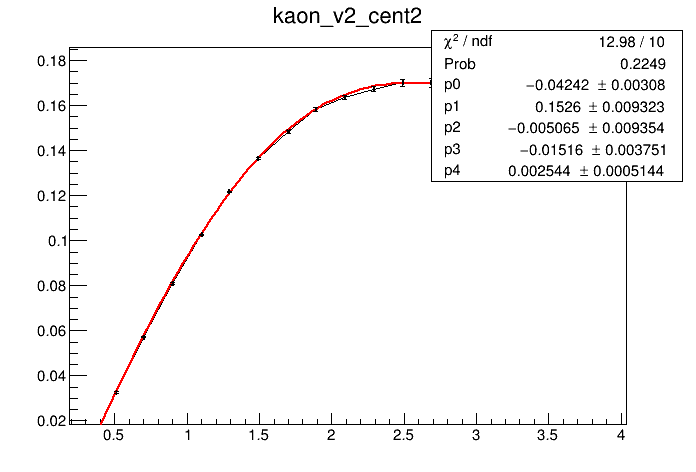 kaon_v2_cent2
χ² / ndf 12.98 / 10
Prob 0.2249
p0 −0.04242 ± 0.00308
p1 0.1526 ± 0.009323
p2 −0.005065 ± 0.009354
p3 −0.01516 ± 0.003751
p4 0.002544 ± 0.0005144
0.18
0.16
0.14
0.12
0.1
0.08
0.06
0.04
0.02
0.5 1 1.5 2 2.5 3 3.5 4